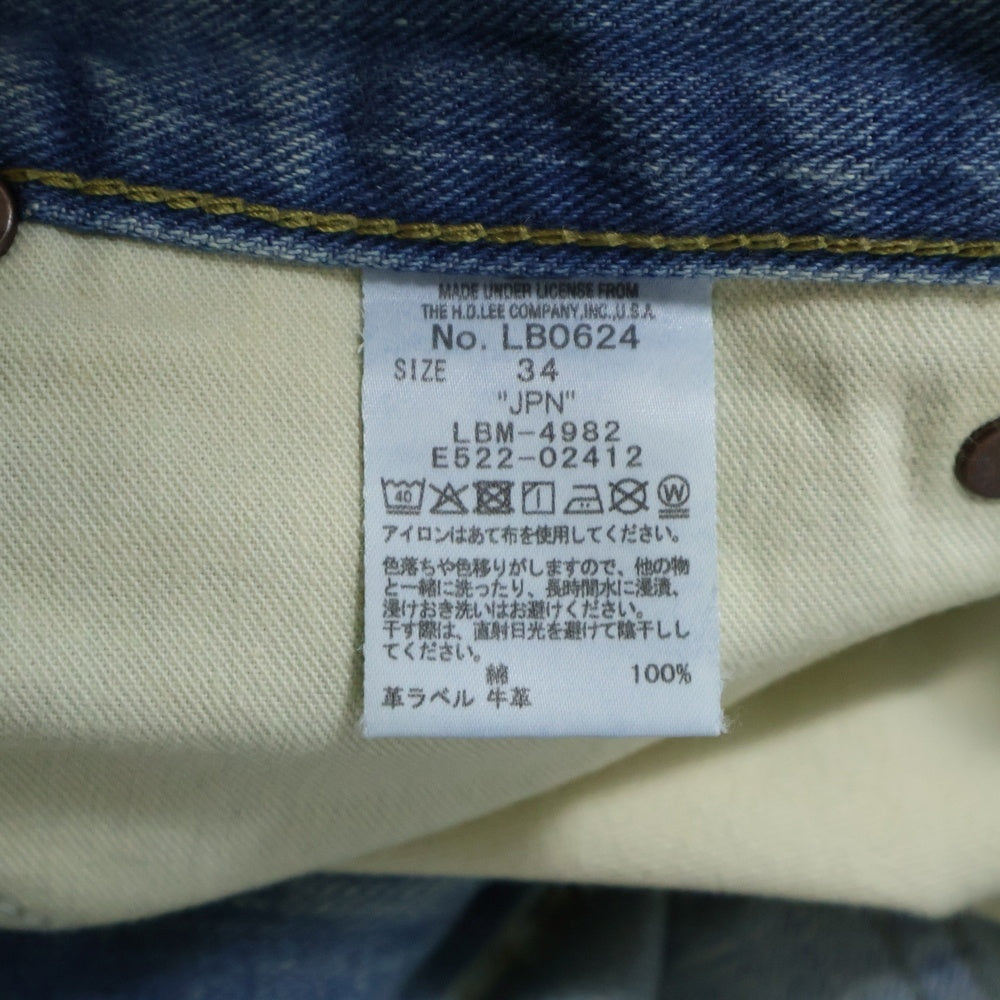 MADE UNDER LICENSE FROM
THE H.D.LEE COMPANY,INC.,U.S.A.
No. LB0624
SIZE 34
"JPN"
LBM-4982
E522-02412
40 W
アイロンはあて布を使用してください。
色落ちや色移りがしますので、他の物
と一緒に洗ったり、長時間水に浸漬、
浸けおき洗いはお避けください。
干す際は、直射日光を避けて陰干しし
てください。
綿 100%
革ラベル 牛革